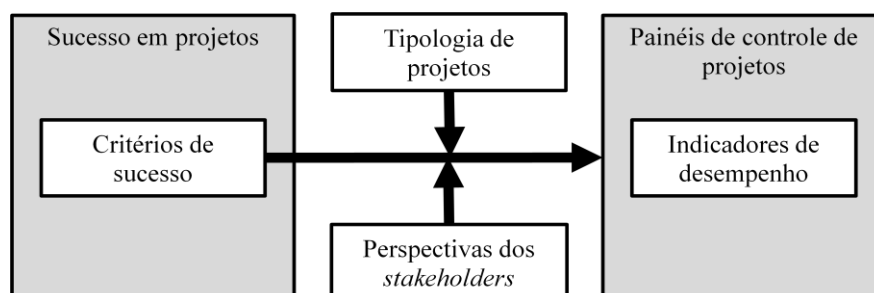 Sucesso em projetos
Critérios de
sucesso
Tipologia de
projetos
Perspectivas dos
stakeholders
Painéis de controle de
projetos
Indicadores de
desempenho